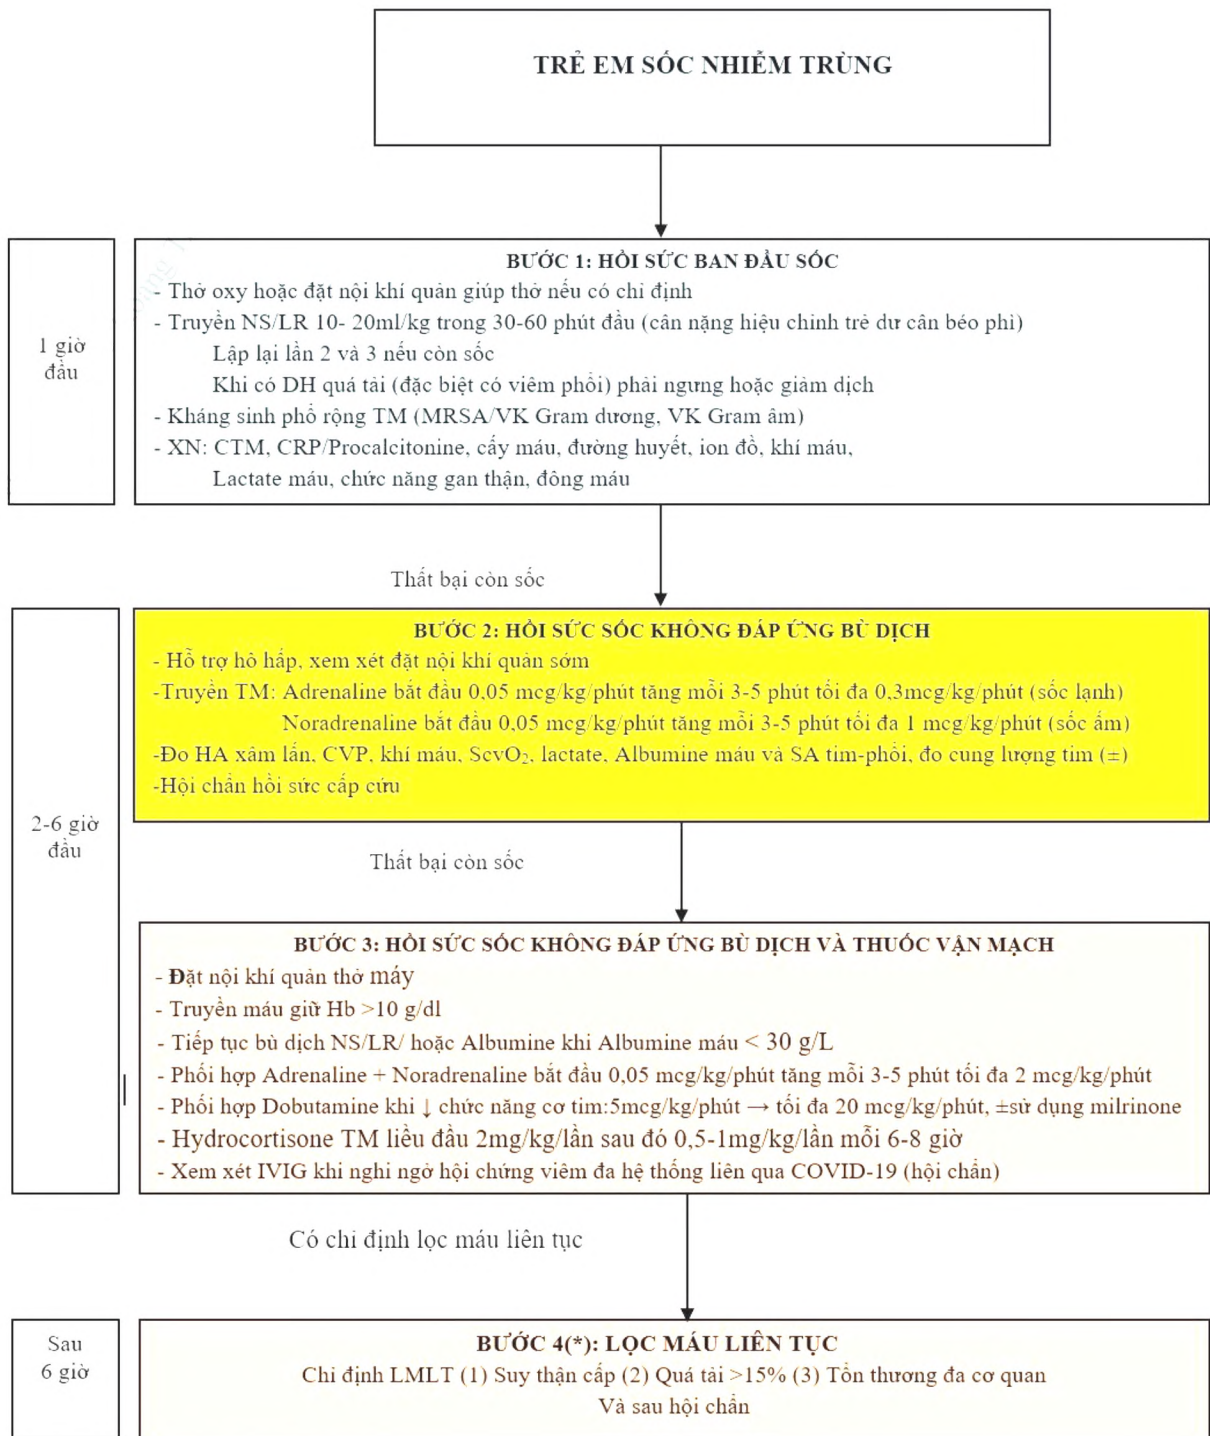 TRẺ EM SỐC NHIỄM TRÙNG
1 giờ
đầu
BƯỚC 1: HỒI SỨC BAN ĐẦU SỐC
- Thở oxy hoặc đặt nội khí quản giúp thở nếu có chỉ định
- Truyền NS/LR 10- 20ml/kg trong 30-60 phút đầu (cân nặng hiệu chỉnh trẻ dư cân béo phì)
Lập lại lần 2 và 3 nếu còn sốc
Khi có DH quá tải (đặc biệt có viêm phổi) phải ngưng hoặc giảm dịch
- Kháng sinh phổ rộng TM (MRSA/VK Gram dương, VK Gram âm)
- XN: CTM, CRP/Procalcitonine, cấy máu, đường huyết, ion đồ, khí máu,
Lactate máu, chức năng gan thận, đông máu
Thất bại còn sốc
2-6 giờ
đầu
BƯỚC 2: HỒI SỨC SỐC KHÔNG ĐÁP ỨNG BÙ DỊCH
- Hỗ trợ hô hấp, xem xét đặt nội khí quản sớm
-Truyền TM: Adrenaline bắt đầu 0,05 mcg/kg/phút tăng mỗi 3-5 phút tối đa 0,3mcg/kg/phút (sốc lạnh)
Noradrenaline bắt đầu 0,05 mcg/kg/phút tăng mỗi 3-5 phút tối đa 1 mcg/kg/phút (sốc ấm)
-Đo HA xâm lấn, CVP, khí máu, ScvO₂, lactate, Albumine máu và SA tim-phổi, đo cung lượng tim (±)
-Hội chẩn hồi sức cấp cứu
Thất bại còn sốc
BƯỚC 3: HỒI SỨC SỐC KHÔNG ĐÁP ỨNG BÙ DỊCH VÀ THUỐC VẬN MẠCH
- Đặt nội khí quản thở máy
- Truyền máu giữ Hb >10 g/dl
- Tiếp tục bù dịch NS/LR/ hoặc Albumine khi Albumine máu < 30 g/L
- Phối hợp Adrenaline + Noradrenaline bắt đầu 0,05 mcg/kg/phút tăng mỗi 3-5 phút tối đa 2 mcg/kg/phút
- Phối hợp Dobutamine khi ↓ chức năng cơ tim:5mcg/kg/phút → tối đa 20 mcg/kg/phút, ±sử dụng milrinone
- Hydrocortisone TM liều đầu 2mg/kg/lần sau đó 0,5-1mg/kg/lần mỗi 6-8 giờ
- Xem xét IVIG khi nghi ngờ hội chứng viêm đa hệ thống liên qua COVID-19 (hội chẩn)
Có chỉ định lọc máu liên tục
Sau
6 giờ
BƯỚC 4(*): LỌC MÁU LIÊN TỤC
Chỉ định LMLT (1) Suy thận cấp (2) Quá tải >15% (3) Tổn thương đa cơ quan
Và sau hội chẩn